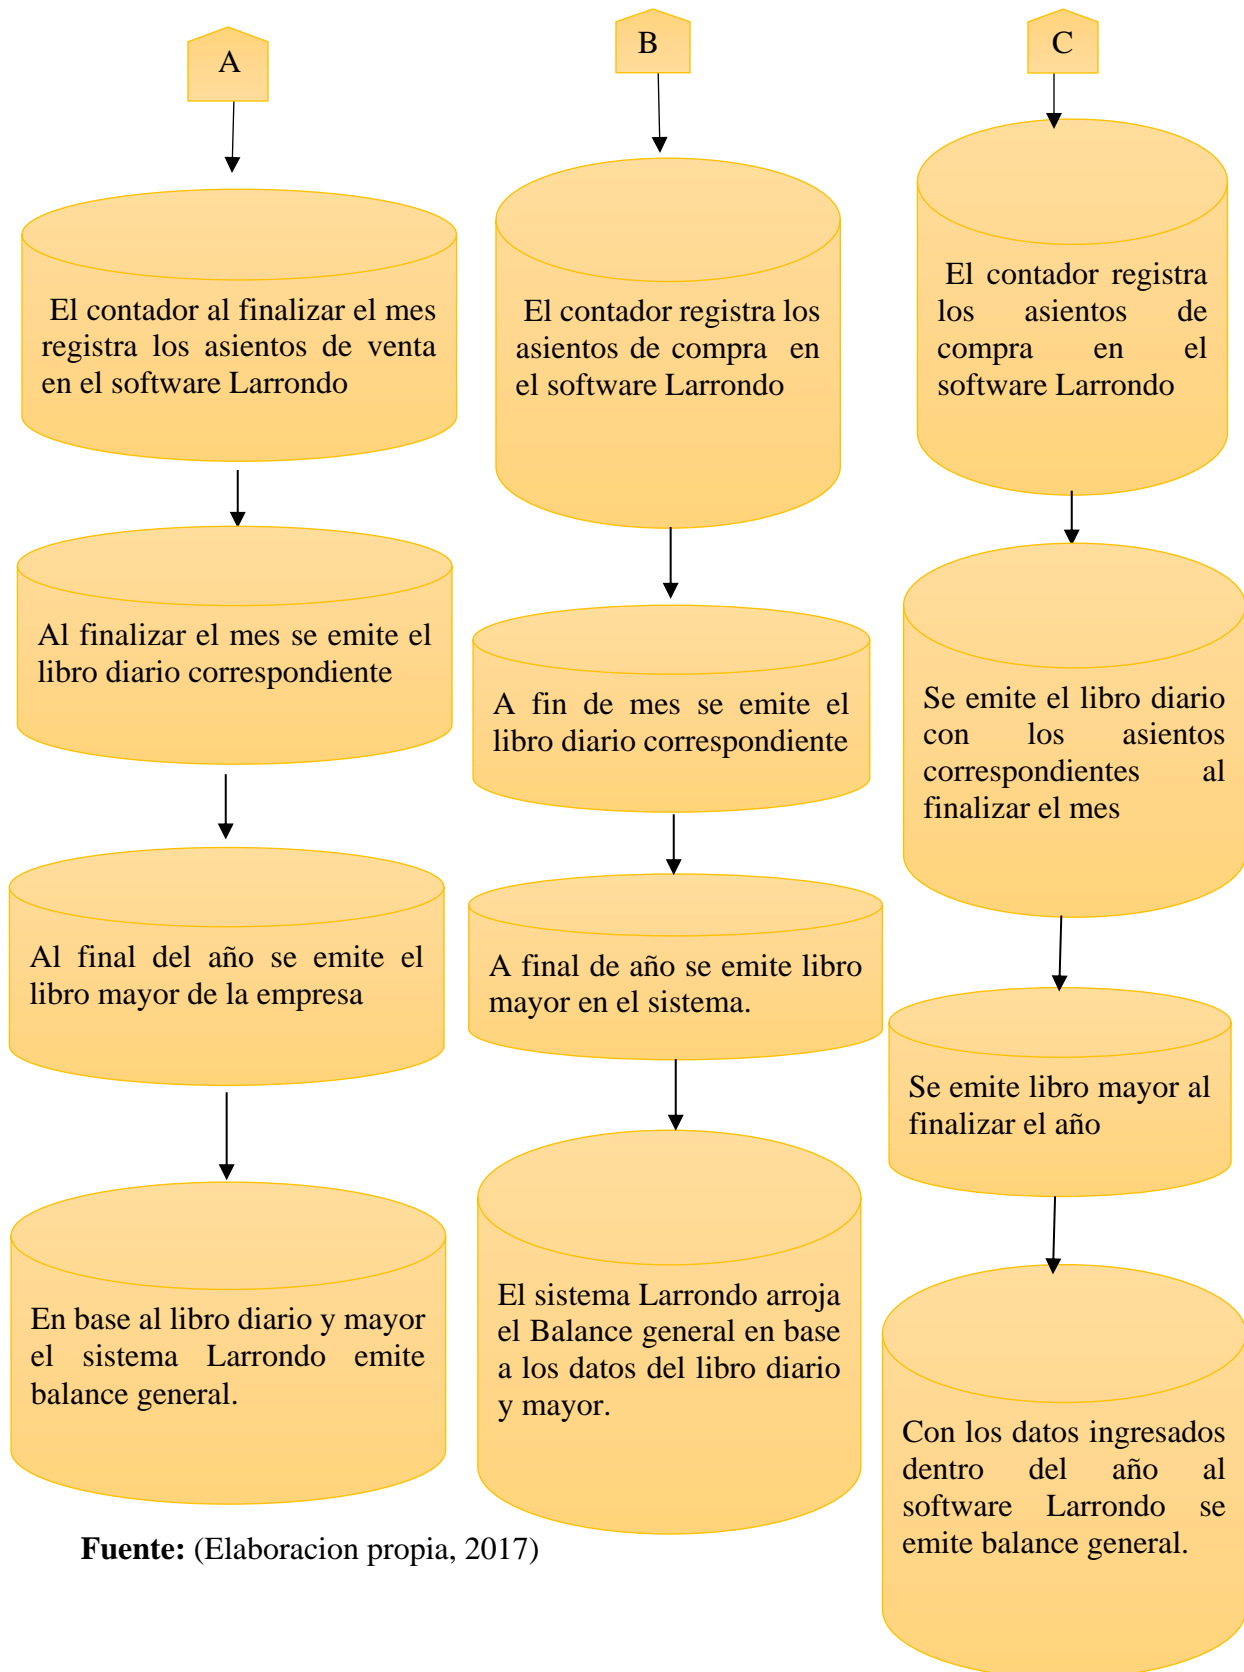 A
El contador al finalizar el mes
registra los asientos de venta
en el software Larrondo
Al finalizar el mes se emite el
libro diario correspondiente
Al final del año se emite el
libro mayor de la empresa
En base al libro diario y mayor
el sistema Larrondo emite
balance general.
B
El contador registra los
asientos de compra en
el software Larrondo
A fin de mes se emite el
libro diario correspondiente
A final de año se emite libro
mayor en el sistema.
El sistema Larrondo arroja
el Balance general en base
a los datos del libro diario
y mayor.
C
El contador registra
los asientos de
compra en el
software Larrondo
Se emite el libro diario
con los asientos
correspondientes al
finalizar el mes
Se emite libro mayor al
finalizar el año
Con los datos ingresados
dentro del año al
software Larrondo se
emite balance general.
Fuente: (Elaboracion propia, 2017)